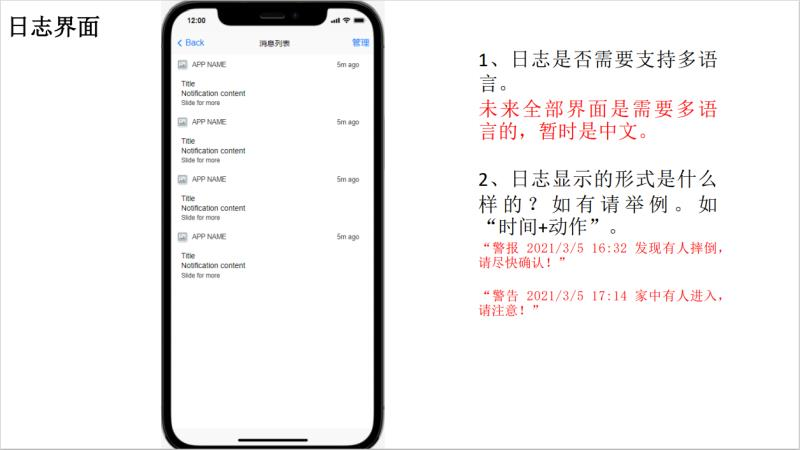 日志界面
12:00
Back
消息列表
管理
APP NAME
5m ago
Title
Notification content
Slide for more
APP NAME
5m ago
Title
Notification content
Slide for more
APP NAME
5m ago
Title
Notification content
Slide for more
APP NAME
5m ago
Title
Notification content
Slide for more
1、日志是否需要支持多语
言。
未来全部界面是需要多语
言的，暂时是中文。
2、日志显示的形式是什么
样的？如有请举例。如
“时间+动作”。
“警报 2021/3/5 16:32 发现有人摔倒，
请尽快确认！”
“警告 2021/3/5 17:14 家中有人进入，
请注意！”